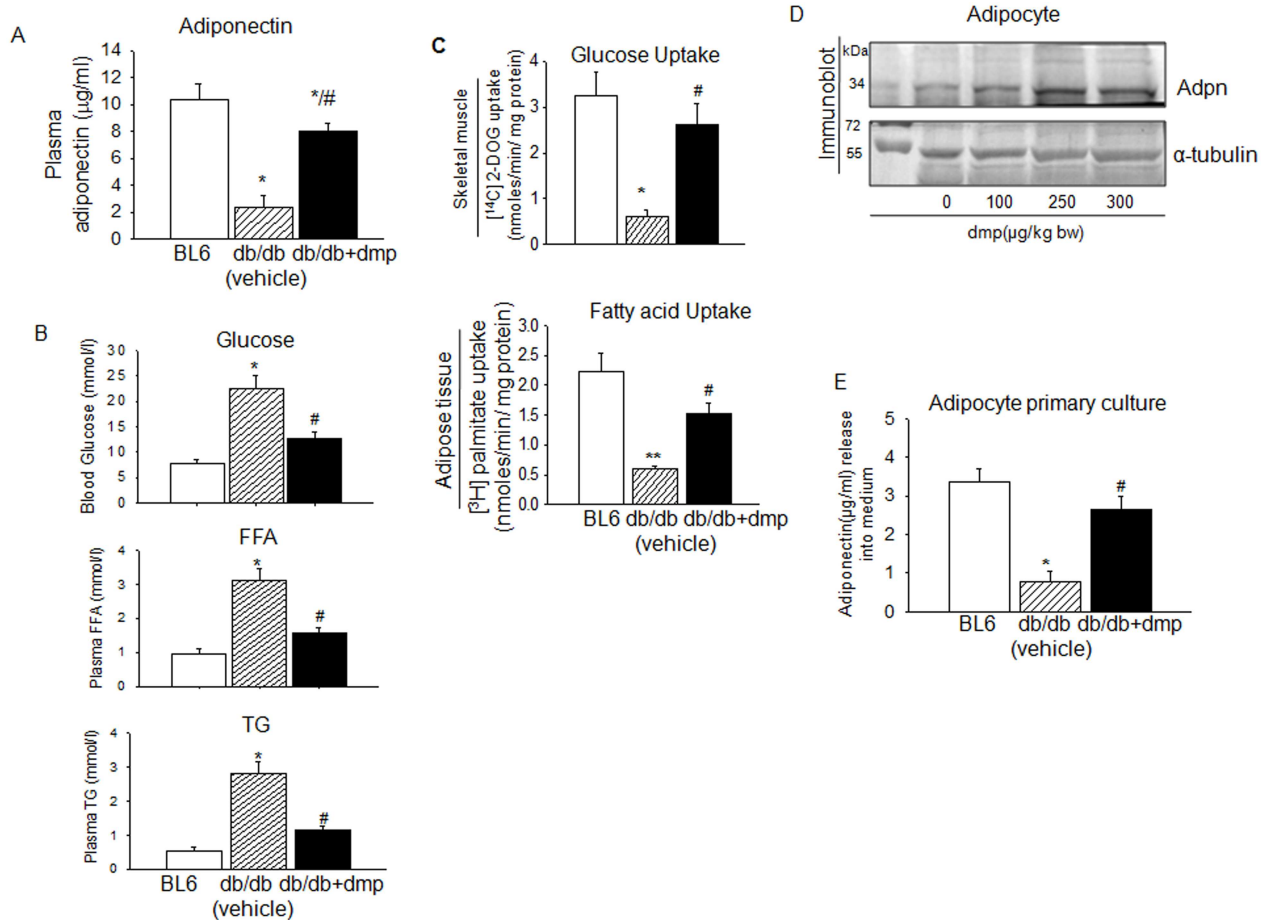 A
Adiponectin
Plasma
adiponectin (µg/ml)
14
12
10
8
6
4
2
0
*
*/#
BL6 db/db db/db+dmp
(vehicle)
B
Glucose
Blood Glucose (mmol/l)
30
25
20
15
10
5
0
*
#
FFA
Plasma FFA (mmol/l)
4
3
2
1
0
*
#
TG
Plasma TG (mmol/l)
4
3
2
1
0
*
#
BL6 db/db db/db+dmp
(vehicle)
C
Glucose Uptake
Skeletal muscle
[¹⁴C] 2-DOG uptake
(nmoles/min/ mg protein)
4
3
2
1
0
*
#
Fatty acid Uptake
Adipose tissue
[³H] palmitate uptake
(nmoles/min/ mg protein)
3.0
2.5
2.0
1.5
1.0
0.5
0.0
**
#
BL6 db/db db/db+dmp
(vehicle)
D
Adipocyte
Immunoblot
kDa
34
Adpn
72
55
α-tubulin
0 100 250 300
dmp(µg/kg bw)
E
Adipocyte primary culture
Adiponectin(µg/ml) release
into medium
5
4
3
2
1
0
*
#
BL6 db/db db/db+dmp
(vehicle)